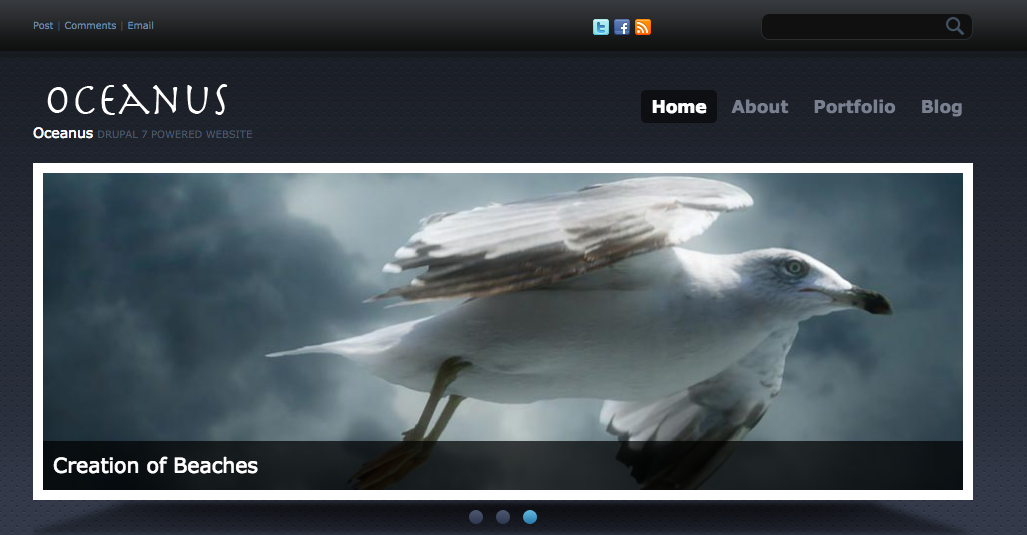 Post | Comments | Email
OCEANUS
Oceanus DRUPAL 7 POWERED WEBSITE
Home About Portfolio Blog
Creation of Beaches